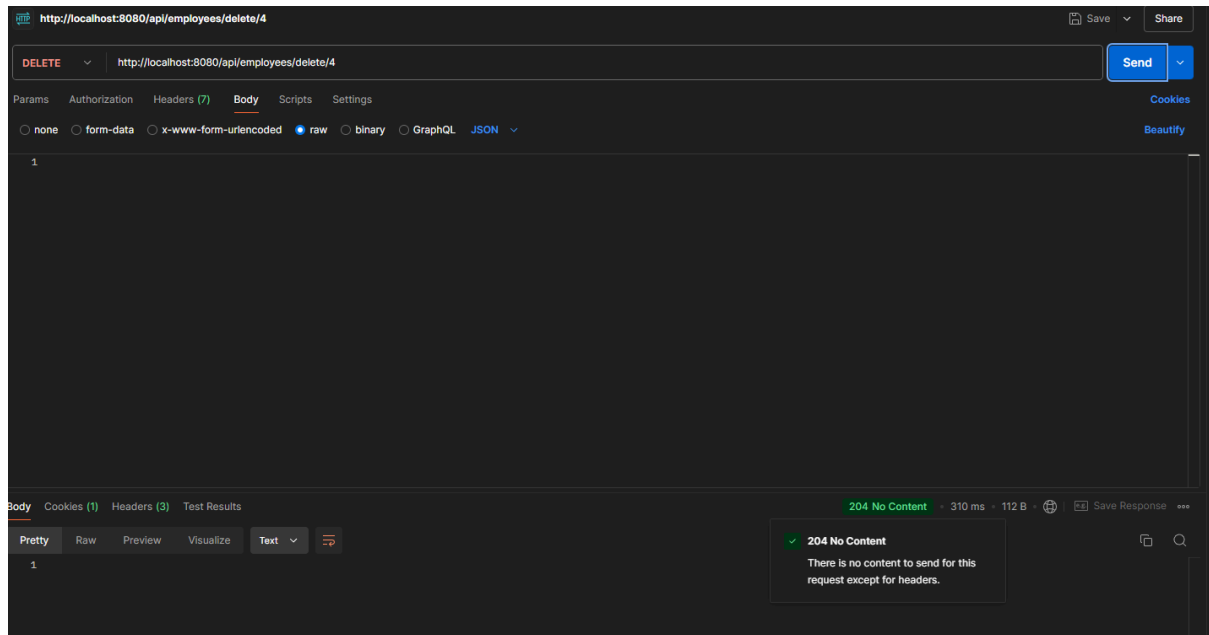 HTTP http://localhost:8080/api/employees/delete/4 Save Share
DELETE http://localhost:8080/api/employees/delete/4 Send
Params Authorization Headers (7) Body Scripts Settings Cookies
none form-data x-www-form-urlencoded raw binary GraphQL JSON Beautify
1
Body Cookies (1) Headers (3) Test Results 204 No Content 310 ms 112 B Save Response
Pretty Raw Preview Visualize Text
204 No Content
There is no content to send for this
request except for headers.
1